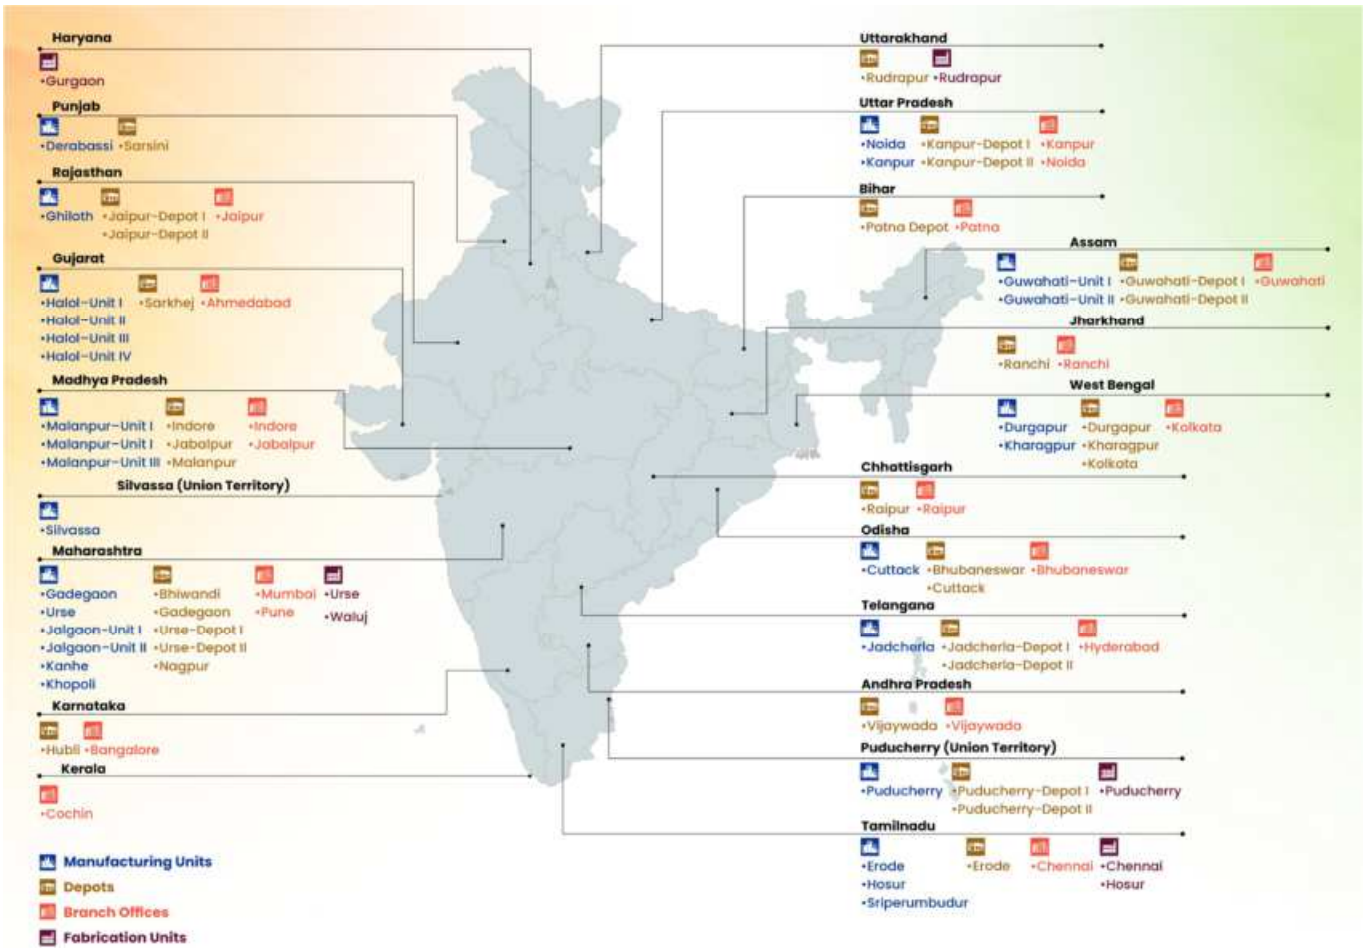 Haryana
•Gurgaon
Punjab
•Derabassi •Sarsini
Rajasthan
•Ghiloth •Jaipur-Depot I •Jaipur
•Jaipur-Depot II
Gujarat
•Halol-Unit I •Sarkhej •Ahmedabad
•Halol-Unit II
•Halol-Unit III
•Halol-Unit IV
Madhya Pradesh
•Malanpur-Unit I •Indore •Indore
•Malanpur-Unit I •Jabalpur •Jabalpur
•Malanpur-Unit III •Malanpur
Silvassa (Union Territory)
•Silvassa
Maharashtra
•Gadegaon •Bhiwandi •Mumbai •Urse
•Urse •Gadegaon •Pune •Waluj
•Jalgaon-Unit I •Urse-Depot I
•Jalgaon-Unit II •Urse-Depot II
•Kanhe •Nagpur
•Khopoli
Karnataka
•Hubli •Bangalore
Kerala
•Cochin
Manufacturing Units
Depots
Branch Offices
Fabrication Units
Uttarakhand
•Rudrapur •Rudrapur
Uttar Pradesh
•Noida •Kanpur-Depot I •Kanpur
•Kanpur •Kanpur-Depot II •Noida
Bihar
•Patna Depot •Patna
Assam
•Guwahati-Unit I •Guwahati-Depot I •Guwahati
•Guwahati-Unit II •Guwahati-Depot II
Jharkhand
•Ranchi •Ranchi
West Bengal
•Durgapur •Durgapur •Kolkata
•Kharagpur •Kharagpur
•Kolkata
Chhattisgarh
•Raipur •Raipur
Odisha
•Cuttack •Bhubaneswar •Bhubaneswar
•Cuttack
Telangana
•Jadcherla •Jadcherla-Depot I •Hyderabad
•Jadcherla-Depot II
Andhra Pradesh
•Vijaywada •Vijaywada
Puducherry (Union Territory)
•Puducherry •Puducherry-Depot I •Puducherry
•Puducherry-Depot II
Tamilnadu
•Erode •Erode •Chennai •Chennai
•Hosur •Hosur
•Sriperumbudur